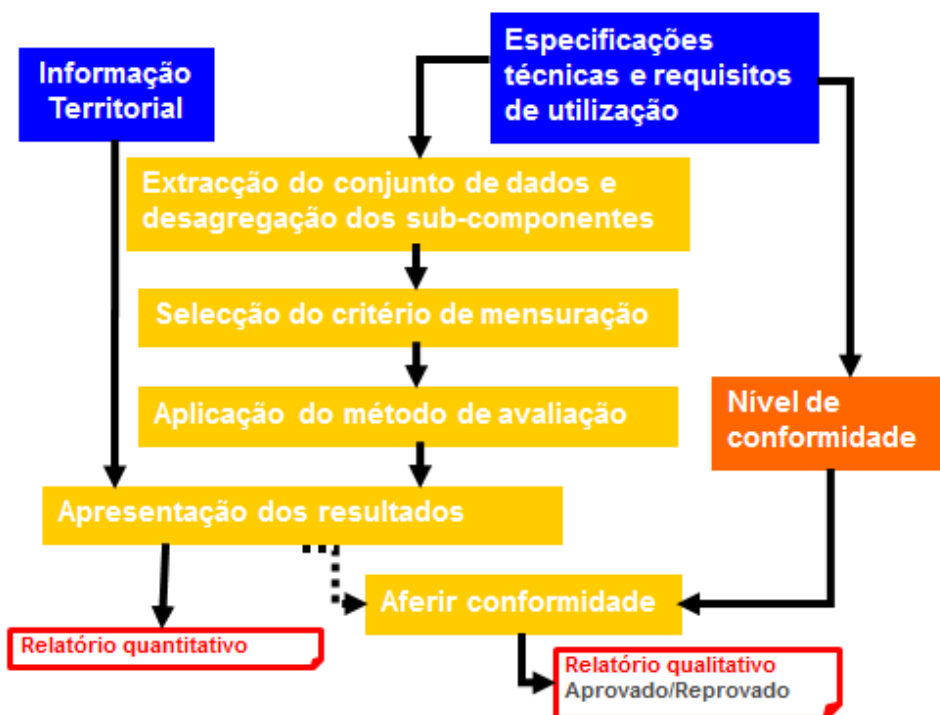 Informação
Territorial
Especificações
técnicas e requisitos
de utilização
Extracção do conjunto de dados e
desagregação dos sub-componentes
Selecção do critério de mensuração
Aplicação do método de avaliação
Nível de
conformidade
Apresentação dos resultados
Aferir conformidade
Relatório quantitativo
Relatório qualitativo
Aprovado/Reprovado